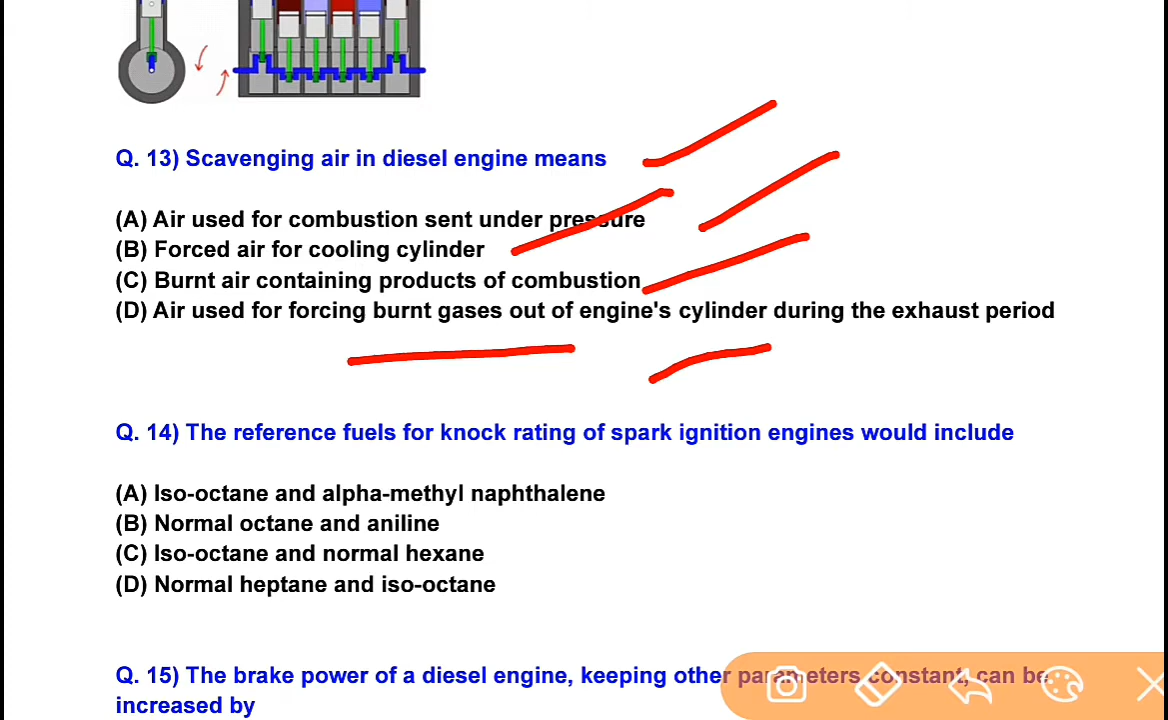 Q. 13) Scavenging air in diesel engine means
(A) Air used for combustion sent under pressure
(B) Forced air for cooling cylinder
(C) Burnt air containing products of combustion
(D) Air used for forcing burnt gases out of engine's cylinder during the exhaust period
Q. 14) The reference fuels for knock rating of spark ignition engines would include
(A) Iso-octane and alpha-methyl naphthalene
(B) Normal octane and aniline
(C) Iso-octane and normal hexane
(D) Normal heptane and iso-octane
Q. 15) The brake power of a diesel engine, keeping other parameters constant, can be
increased by